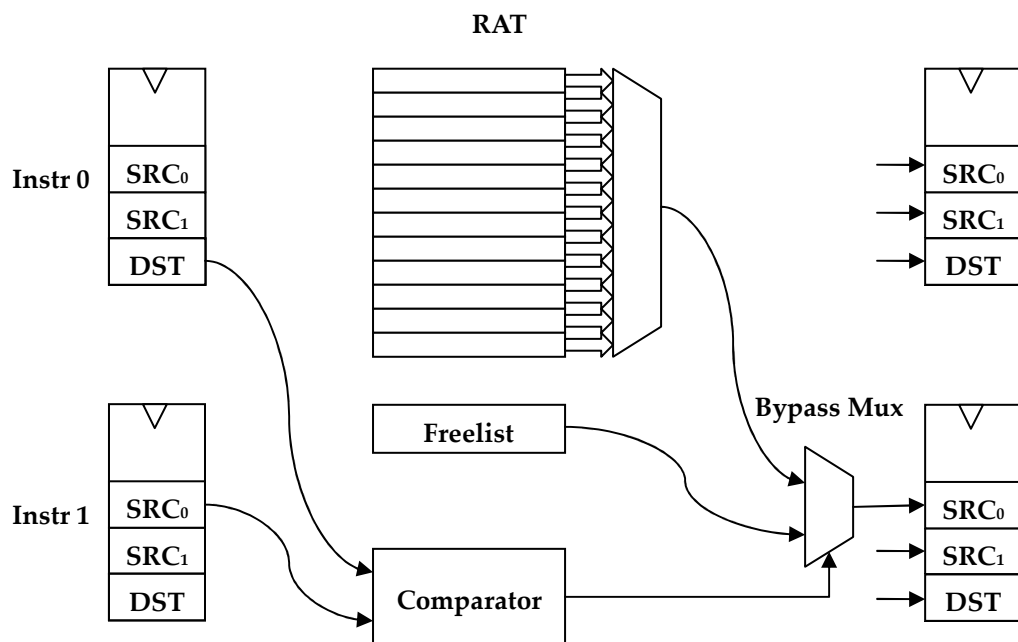 RAT
Instr 0
SRC₀
SRC₁
DST
SRC₀
SRC₁
DST
Freelist
Bypass Mux
Instr 1
SRC₀
SRC₁
DST
Comparator
SRC₀
SRC₁
DST